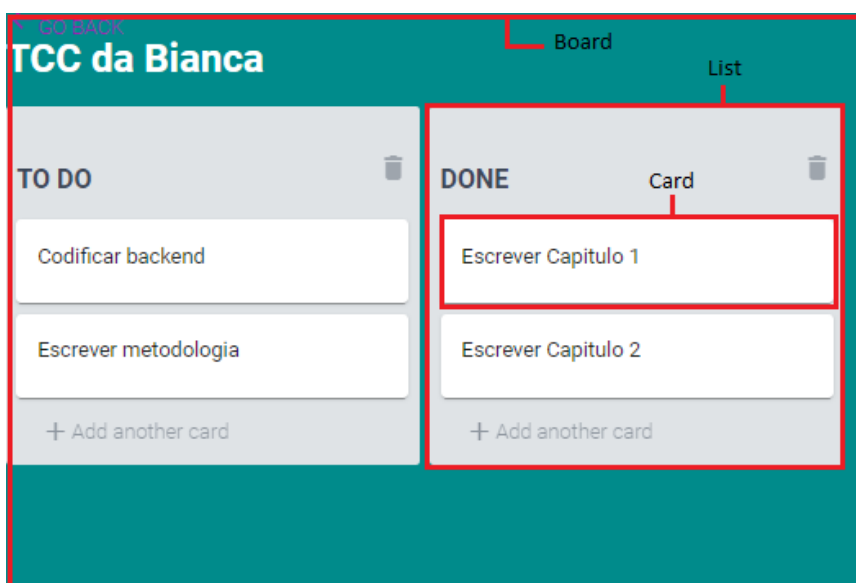 GO BACK
TCC da Bianca
Board
List
TO DO
Codificar backend
Escrever metodologia
+ Add another card
DONE
Card
Escrever Capitulo 1
Escrever Capitulo 2
+ Add another card